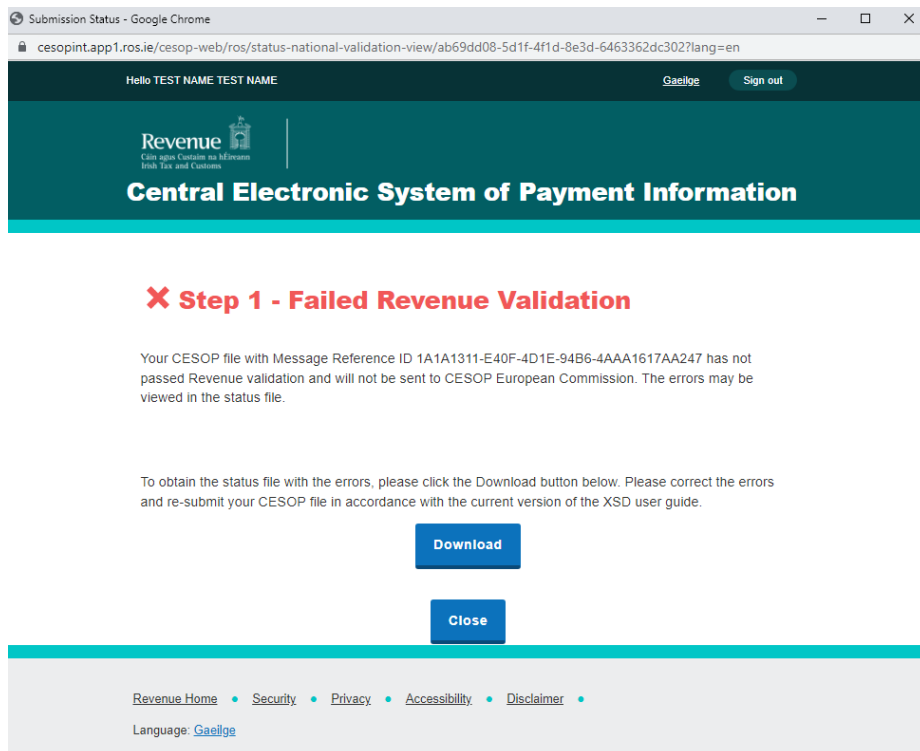 Submission Status - Google Chrome
cesopint.app1.ros.ie/cesop-web/ros/status-national-validation-view/ab69dd08-5d1f-4f1d-8e3d-6463362dc302?lang=en
Hello TEST NAME TEST NAME
Gaeilge
Sign out
Revenue
Cáin agus Custaim na hÉireann
Irish Tax and Customs
Central Electronic System of Payment Information
Step 1 - Failed Revenue Validation
Your CESOP file with Message Reference ID 1A1A1311-E40F-4D1E-94B6-4AAA1617AA247 has not
passed Revenue validation and will not be sent to CESOP European Commission. The errors may be
viewed in the status file.
To obtain the status file with the errors, please click the Download button below. Please correct the errors
and re-submit your CESOP file in accordance with the current version of the XSD user guide.
Download
Close
Revenue Home • Security • Privacy • Accessibility • Disclaimer •
Language: Gaeilge